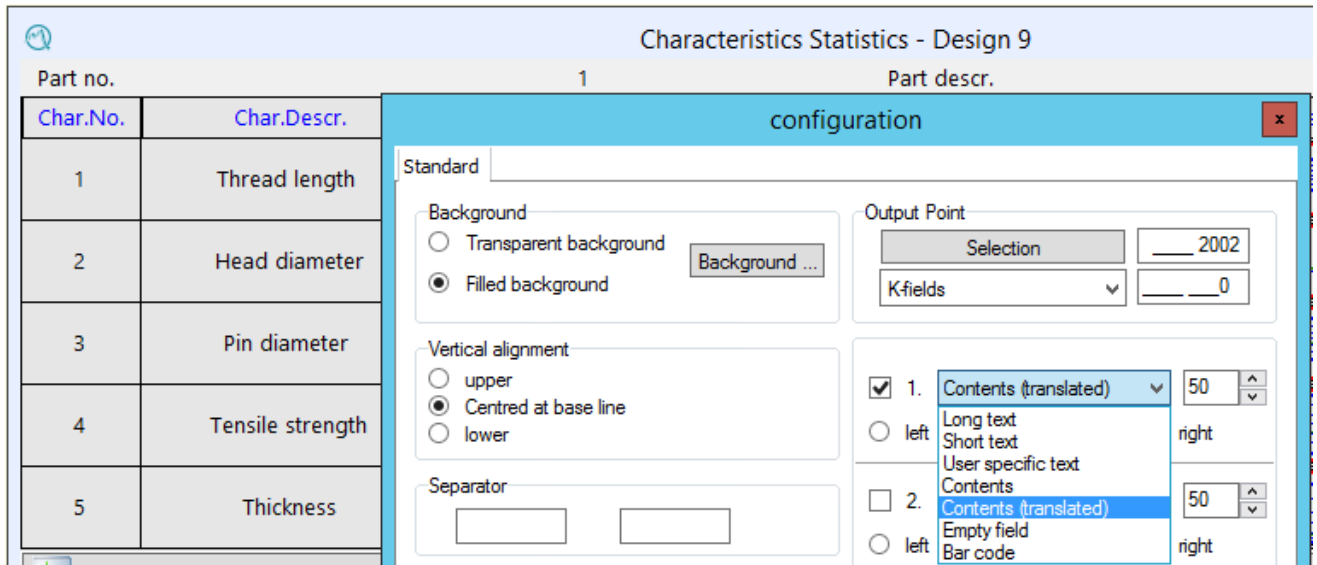 Characteristics Statistics - Design 9
Part no. 1 Part descr.
Char.No. Char.Descr.
1 Thread length
2 Head diameter
3 Pin diameter
4 Tensile strength
5 Thickness
configuration
x
Standard
Background
Transparent background
Filled background
Background ...
Output Point
Selection ____ 2002
K-fields ____ ___0
Vertical alignment
upper
Centred at base line
lower
Separator
1. Contents (translated) 50
left right
Long text
Short text
User specific text
Contents
Contents (translated)
Empty field
Bar code
2. 50
left right